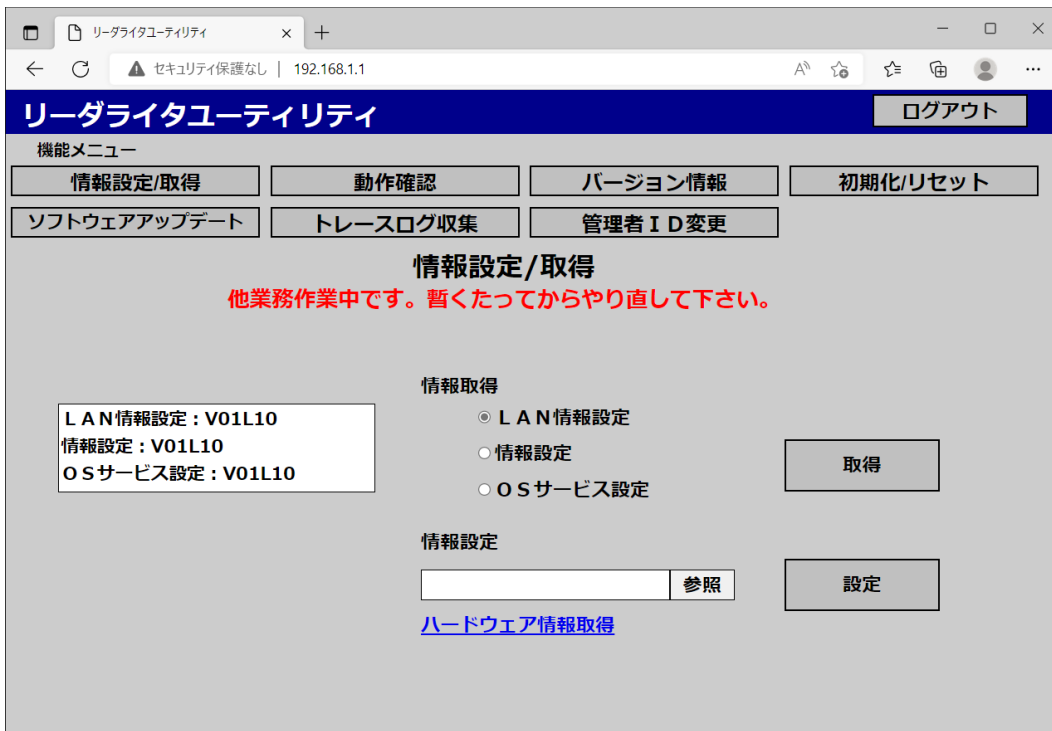 リーダライタユーティリティ
セキュリティ保護なし | 192.168.1.1
リーダライタユーティリティ ログアウト
機能メニュー
情報設定/取得 動作確認 バージョン情報 初期化/リセット
ソフトウェアアップデート トレースログ収集 管理者ＩＤ変更
情報設定/取得
他業務作業中です。暫くたってからやり直して下さい。
ＬＡＮ情報設定：V01L10
情報設定：V01L10
ＯＳサービス設定：V01L10
情報取得
ＬＡＮ情報設定
情報設定
ＯＳサービス設定
取得
情報設定
参照
設定
ハードウェア情報取得